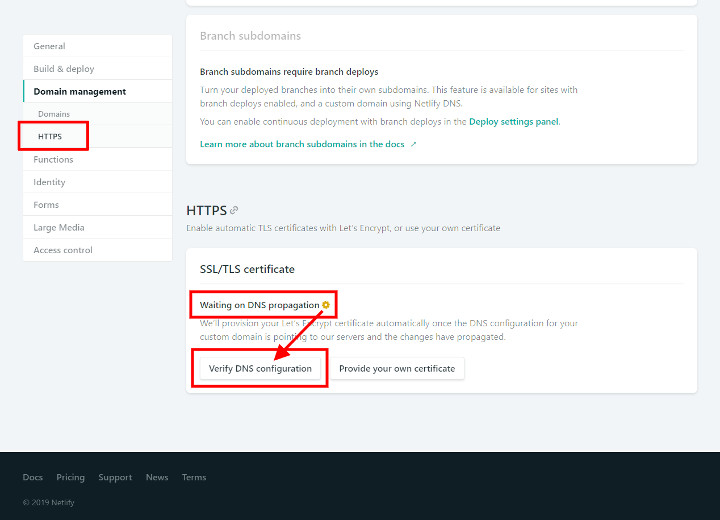 General
Build & deploy
Domain management
Domains
HTTPS
Functions
Identity
Forms
Large Media
Access control
Branch subdomains
Branch subdomains require branch deploys
Turn your deployed branches into their own subdomains. This feature is available for sites with
branch deploys enabled, and a custom domain using Netlify DNS.
You can enable continuous deployment with branch deploys in the Deploy settings panel.
Learn more about branch subdomains in the docs ↗
HTTPS
Enable automatic TLS certificates with Let's Encrypt, or use your own certificate
SSL/TLS certificate
Waiting on DNS propagation
We'll provision your Let's Encrypt certificate automatically once the DNS configuration for your
custom domain is pointing to our servers and the changes have propagated.
Verify DNS configuration
Provide your own certificate
Docs Pricing Support News Terms
© 2019 Netlify